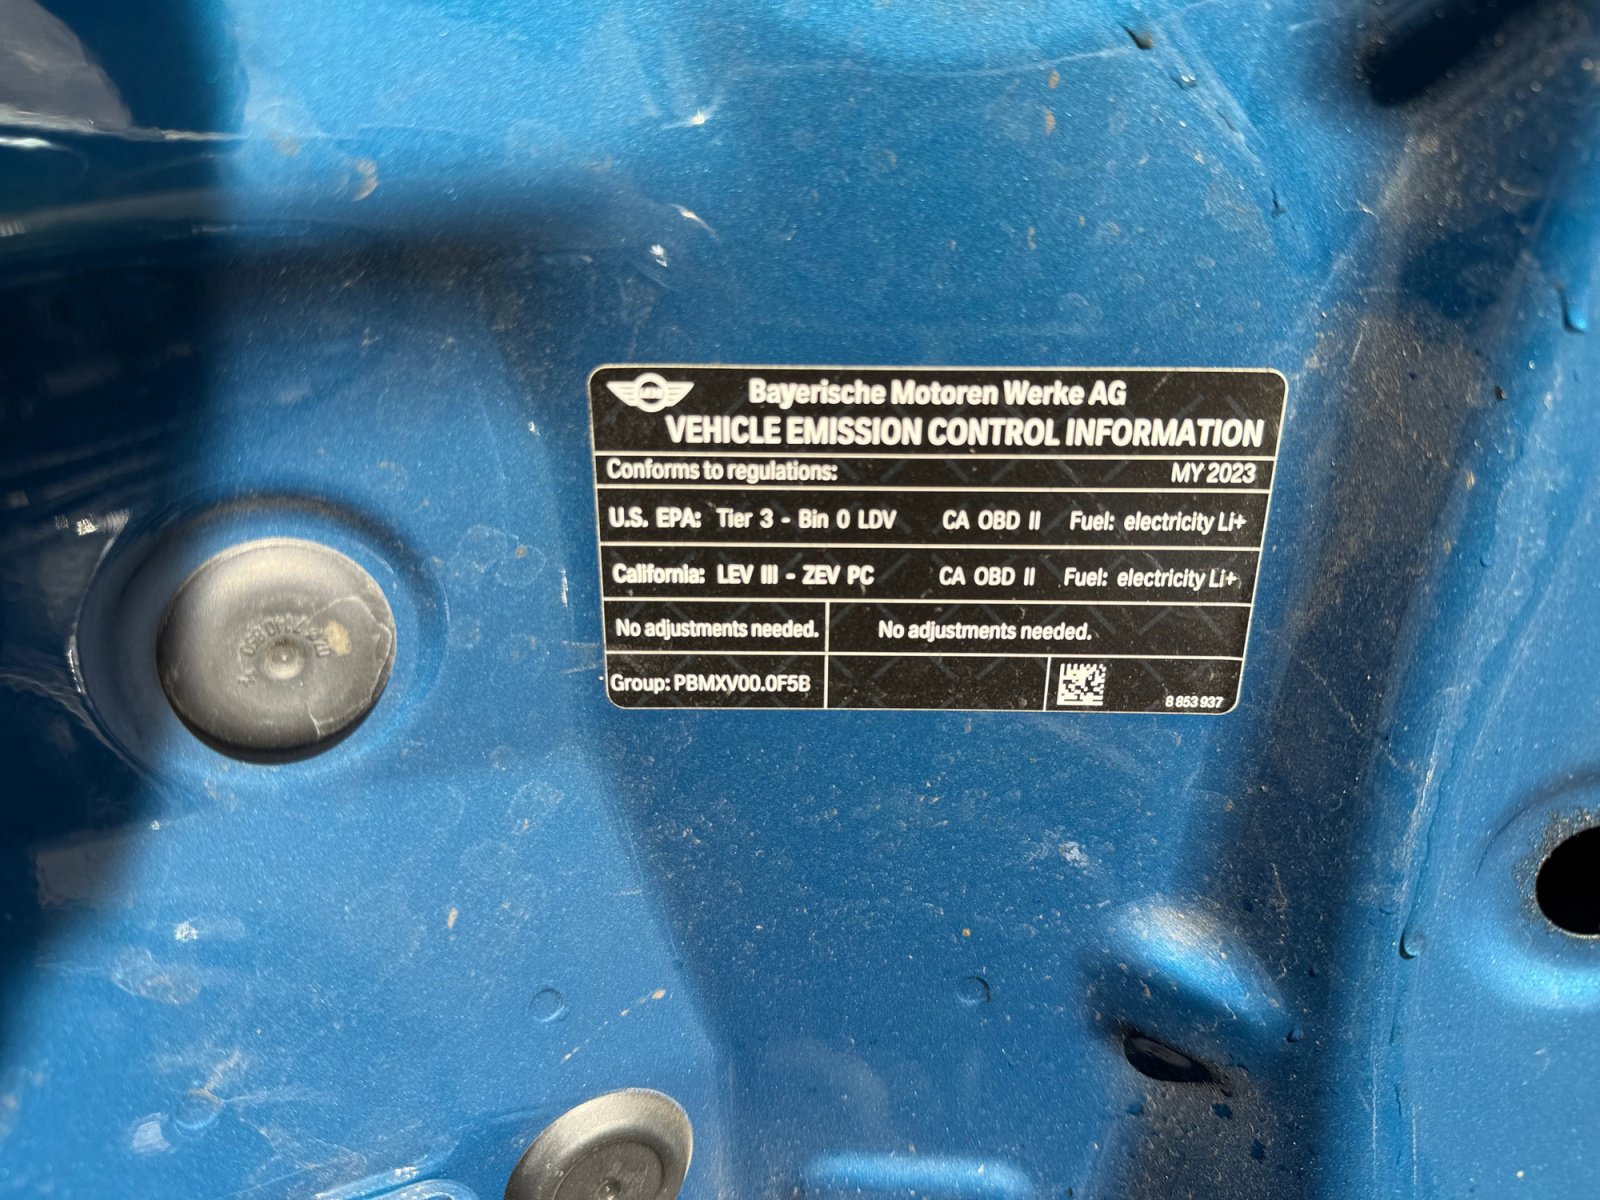 Bayerische Motoren Werke AG
VEHICLE EMISSION CONTROL INFORMATION
Conforms to regulations: MY 2023
U.S. EPA: Tier 3 - Bin 0 LDV CA OBD II Fuel: electricity Li+
California: LEV III - ZEV PC CA OBD II Fuel: electricity Li+
No adjustments needed. No adjustments needed.
Group: PBMXV00.0F5B
8 853 937